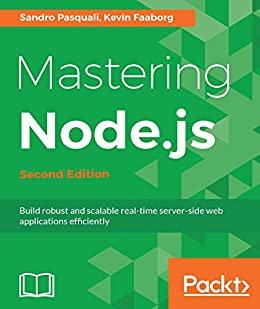 Sandro Pasquali, Kevin Faaborg
Mastering
Node.js
Second Edition
Build robust and scalable real-time server-side web
applications efficiently
Packt>